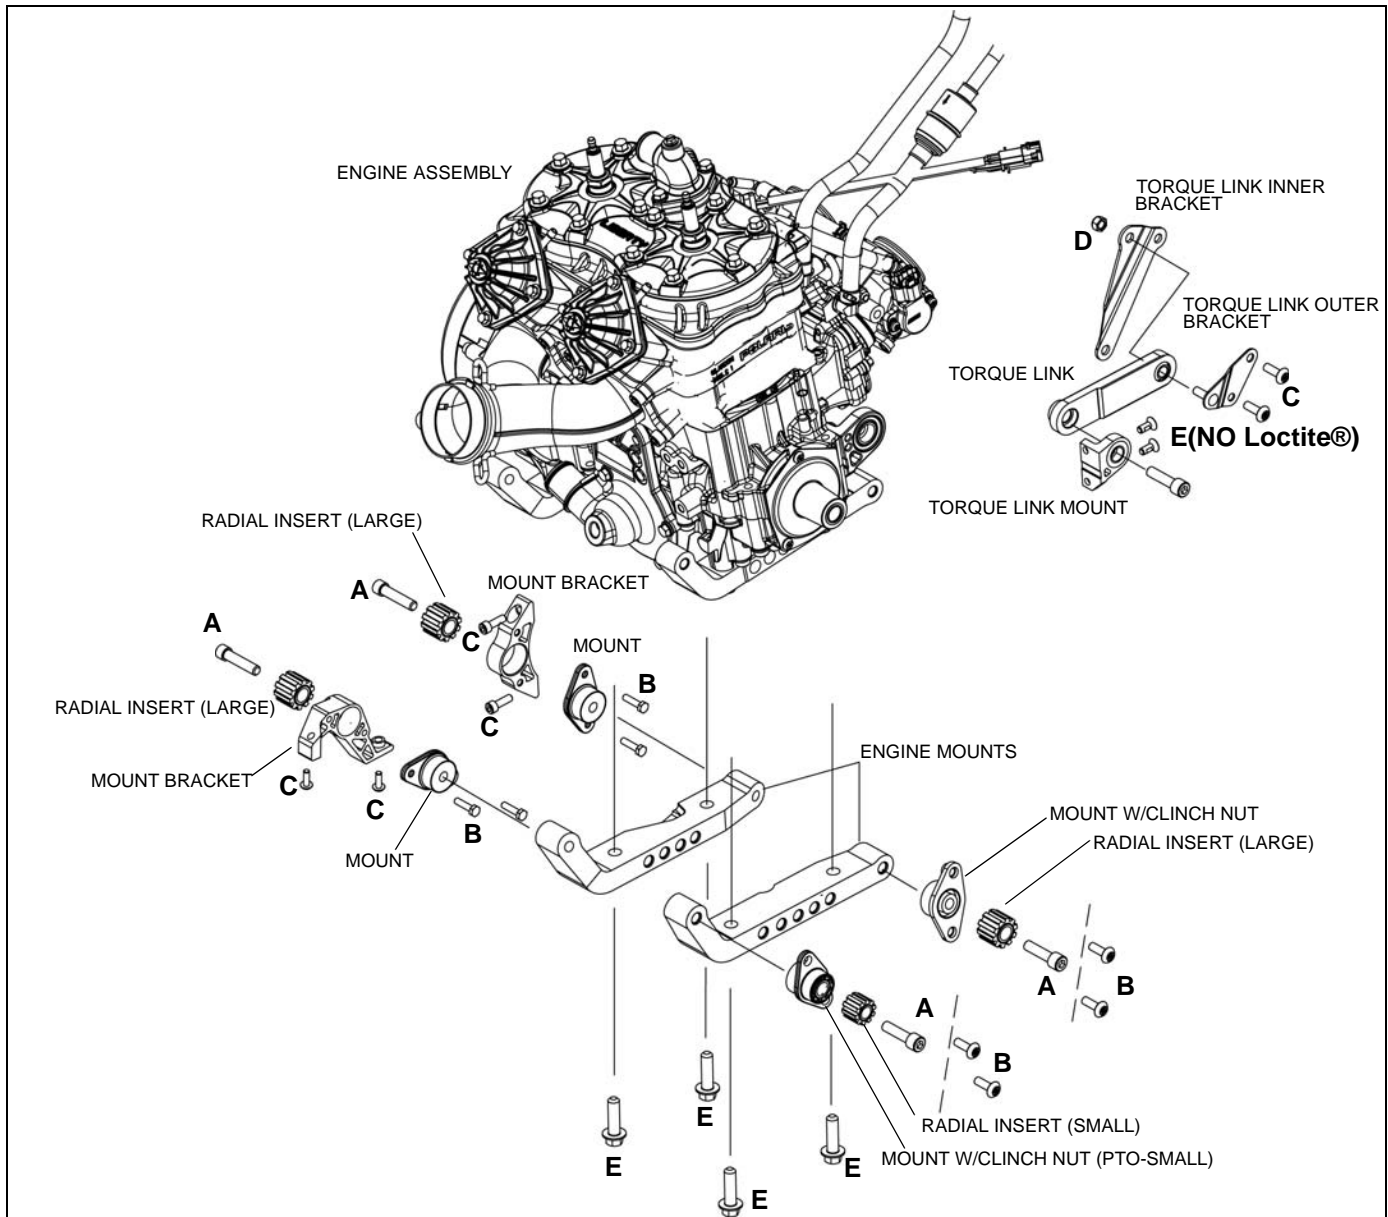 ENGINE ASSEMBLY
LIBERTY
POLARIS
TORQUE LINK INNER
BRACKET
D
TORQUE LINK OUTER
BRACKET
TORQUE LINK
C
E(NO Loctite®)
TORQUE LINK MOUNT
RADIAL INSERT (LARGE)
A
MOUNT BRACKET
A
C
MOUNT
B
RADIAL INSERT (LARGE)
C
MOUNT BRACKET
C
C
B
MOUNT
ENGINE MOUNTS
MOUNT W/CLINCH NUT
RADIAL INSERT (LARGE)
A
B
A
B
RADIAL INSERT (SMALL)
MOUNT W/CLINCH NUT (PTO-SMALL)
E
E
E
E